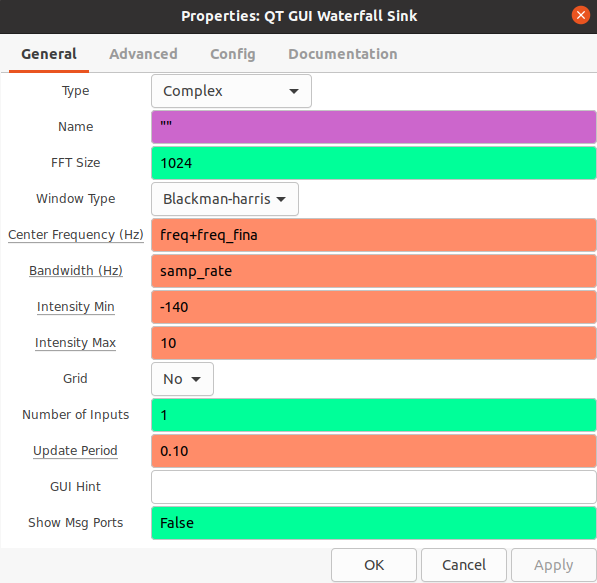 Properties: QT GUI Waterfall Sink
General Advanced Config Documentation
Type Complex
Name ""
FFT Size 1024
Window Type Blackman-harris
Center Frequency (Hz) freq+freq_fina
Bandwidth (Hz) samp_rate
Intensity Min -140
Intensity Max 10
Grid No
Number of Inputs 1
Update Period 0.10
GUI Hint
Show Msg Ports False
OK Cancel Apply